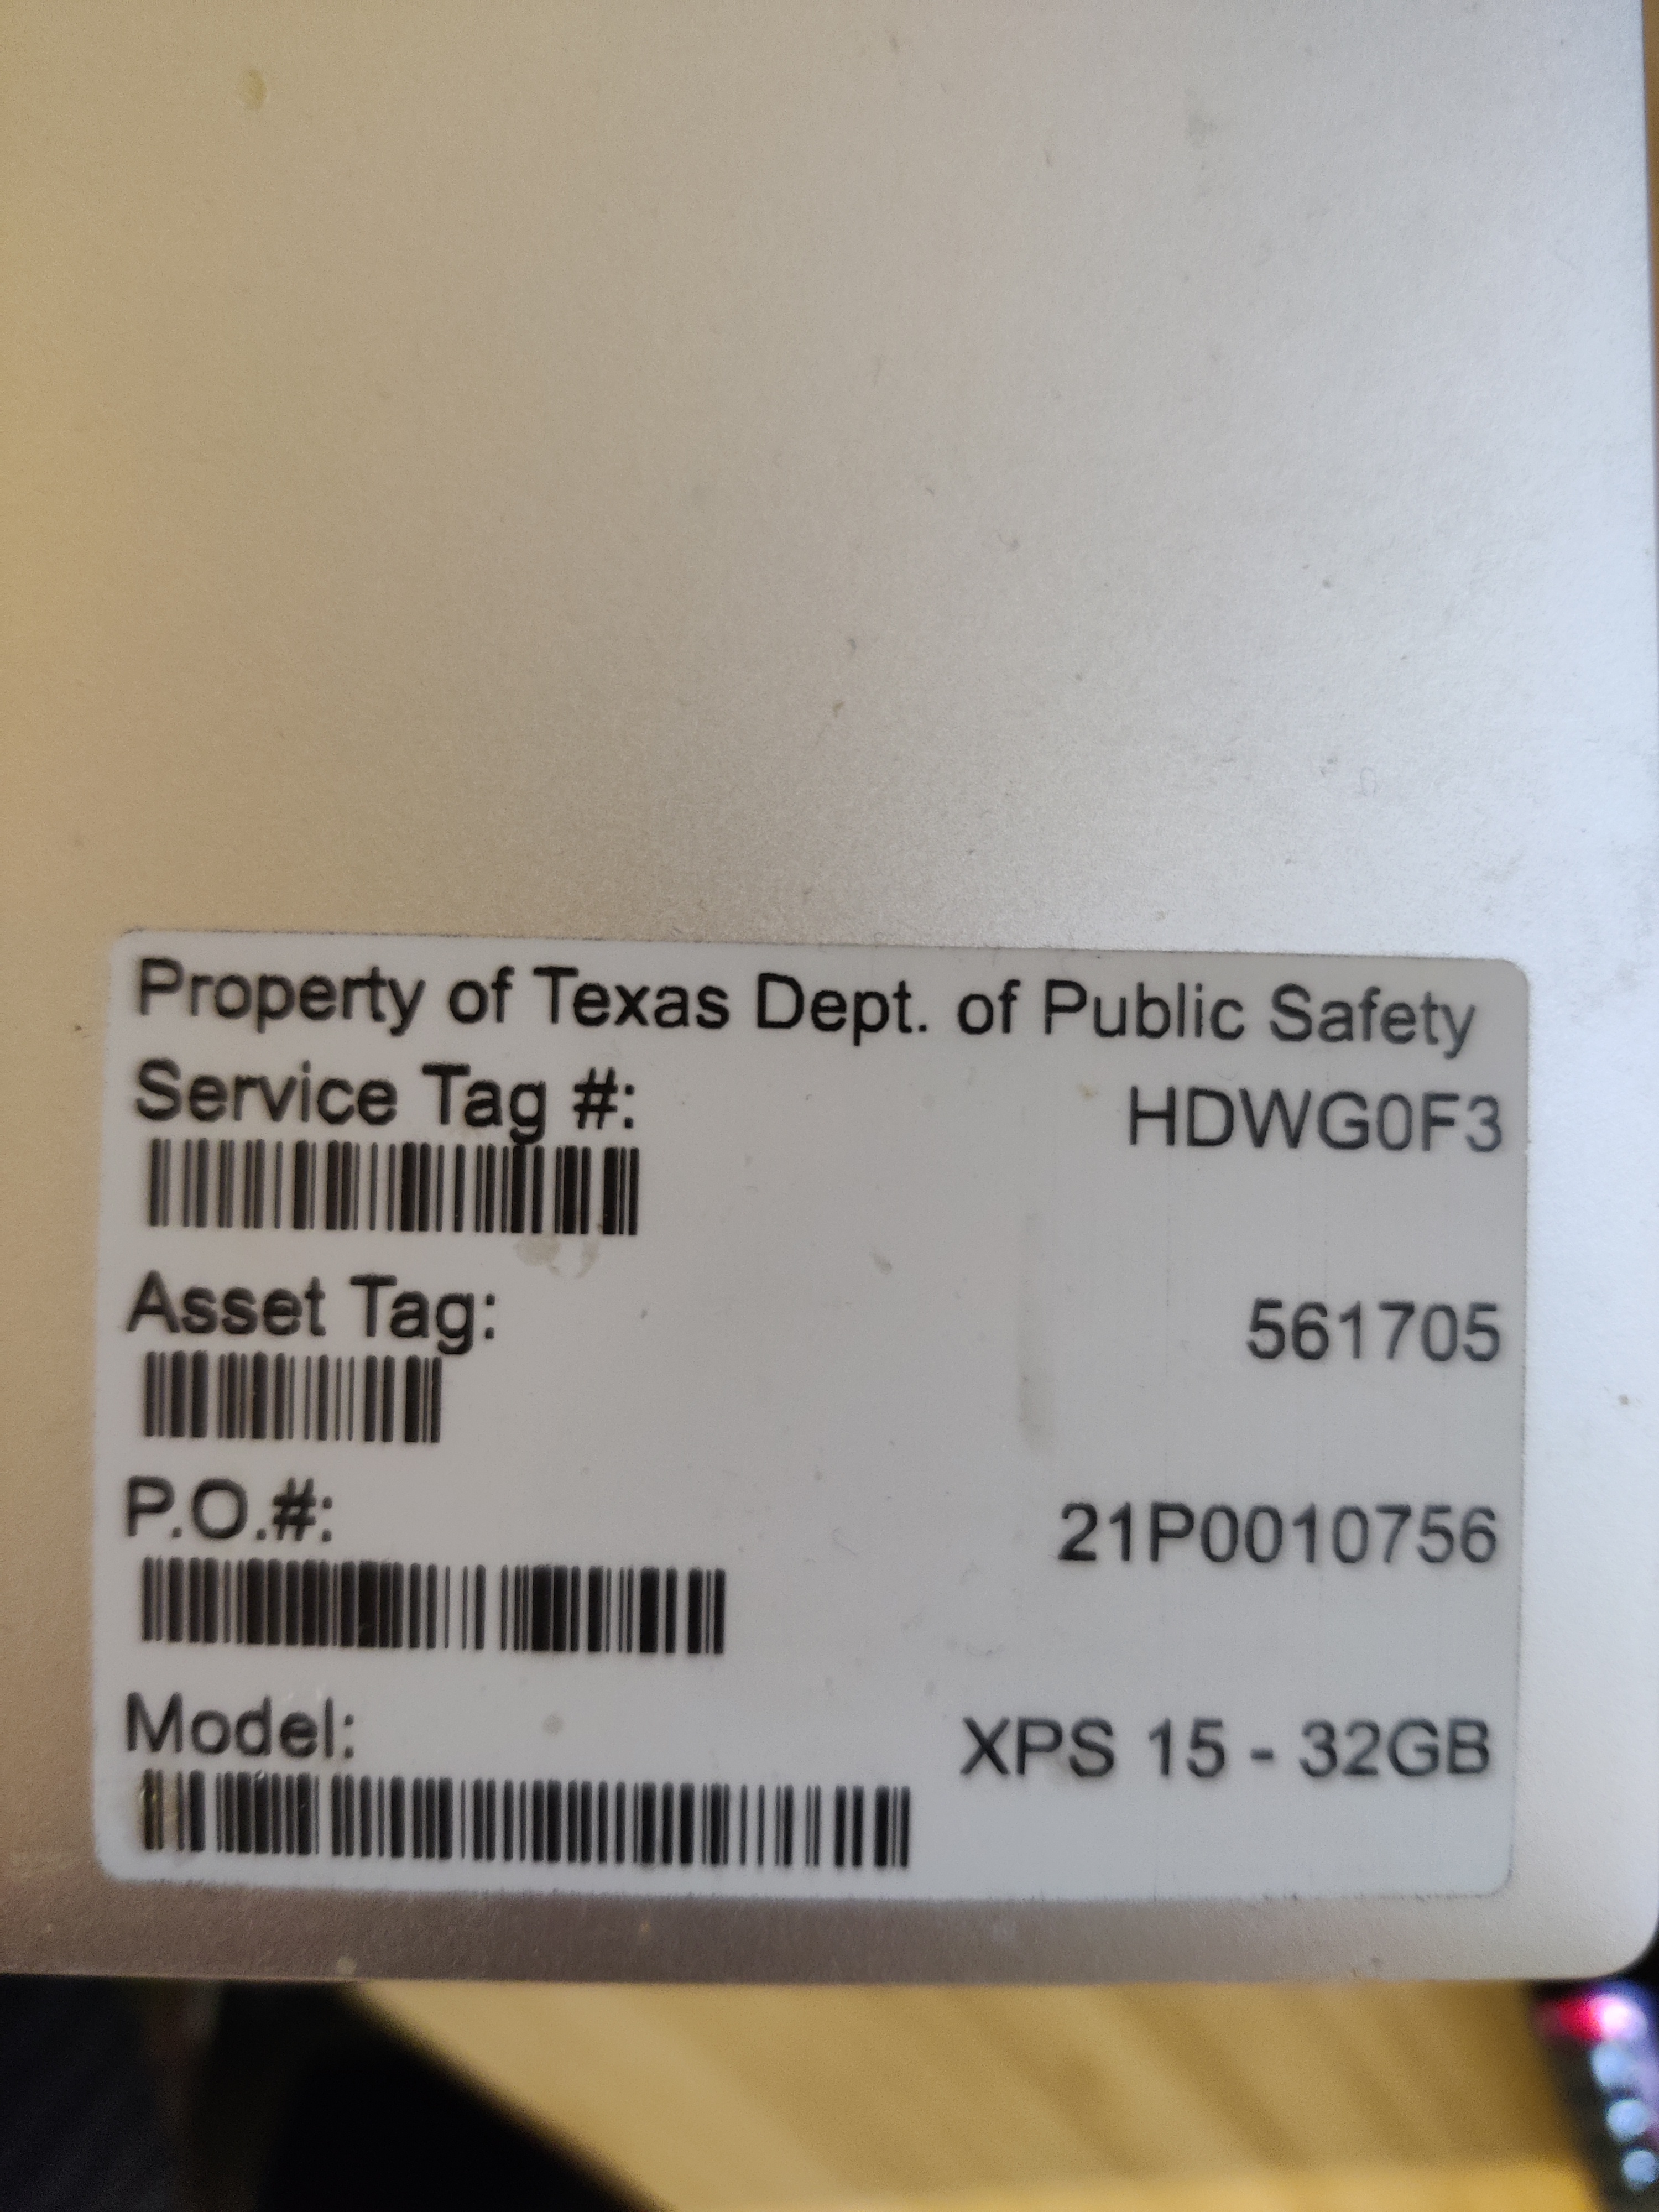 Property of Texas Dept. of Public Safety
Service Tag #: HDWG0F3
Asset Tag: 561705
P.O.#: 21P0010756
Model: XPS 15 - 32GB